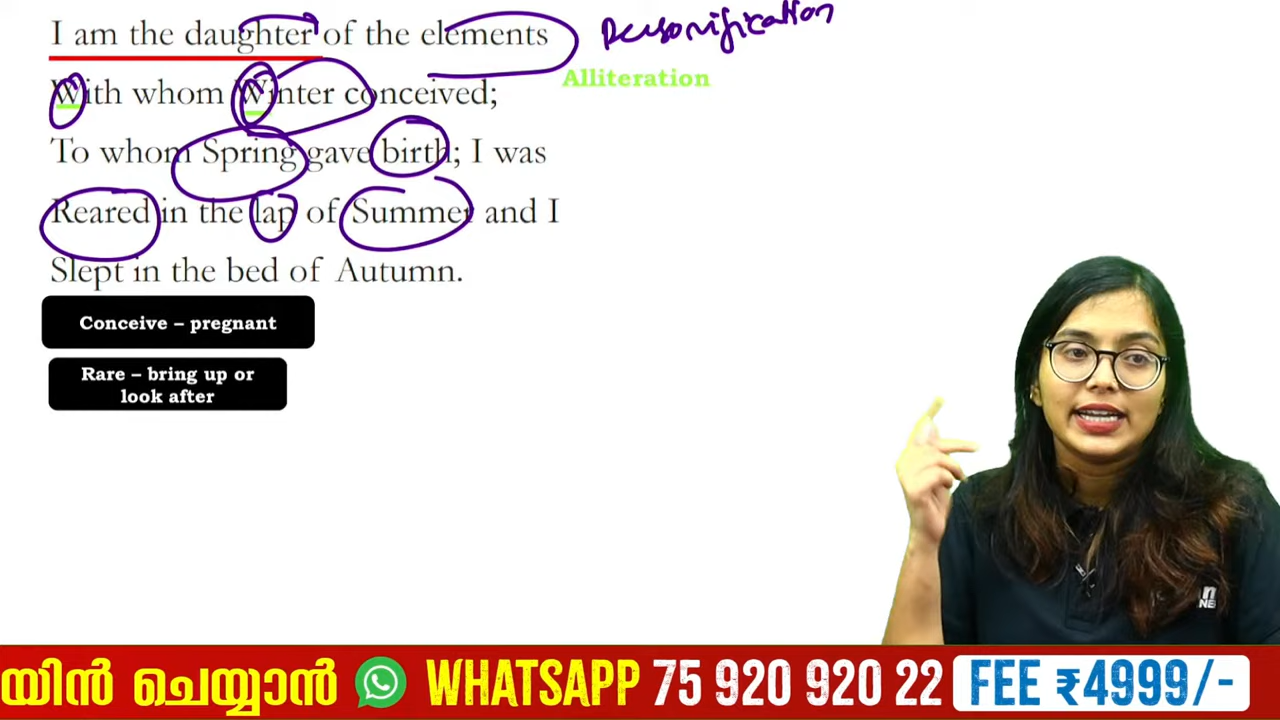 I am the daughter of the elements
Personification
Alliteration
With whom Winter conceived;
To whom Spring gave birth; I was
Reared in the lap of Summer and I
Slept in the bed of Autumn.
Conceive – pregnant
Rare – bring up or
look after
യിൻ ചെയ്യാൻ WHATSAPP 75 920 920 22 FEE ₹4999/-